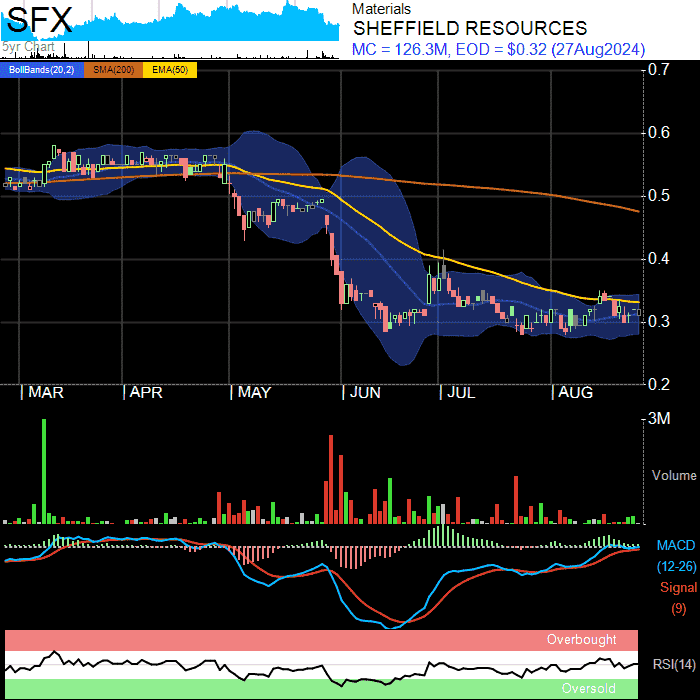 SFX
5yr Chart
Materials
SHEFFIELD RESOURCES
MC = 126.3M, EOD = $0.32 (27Aug2024)
BollBands(20,2) SMA(200) EMA(50)
0.7
0.6
0.5
0.4
0.3
0.2
| MAR | APR | MAY | JUN | JUL | AUG
3M
Volume
MACD
(12-26)
Signal
(9)
Overbought
RSI(14)
Oversold